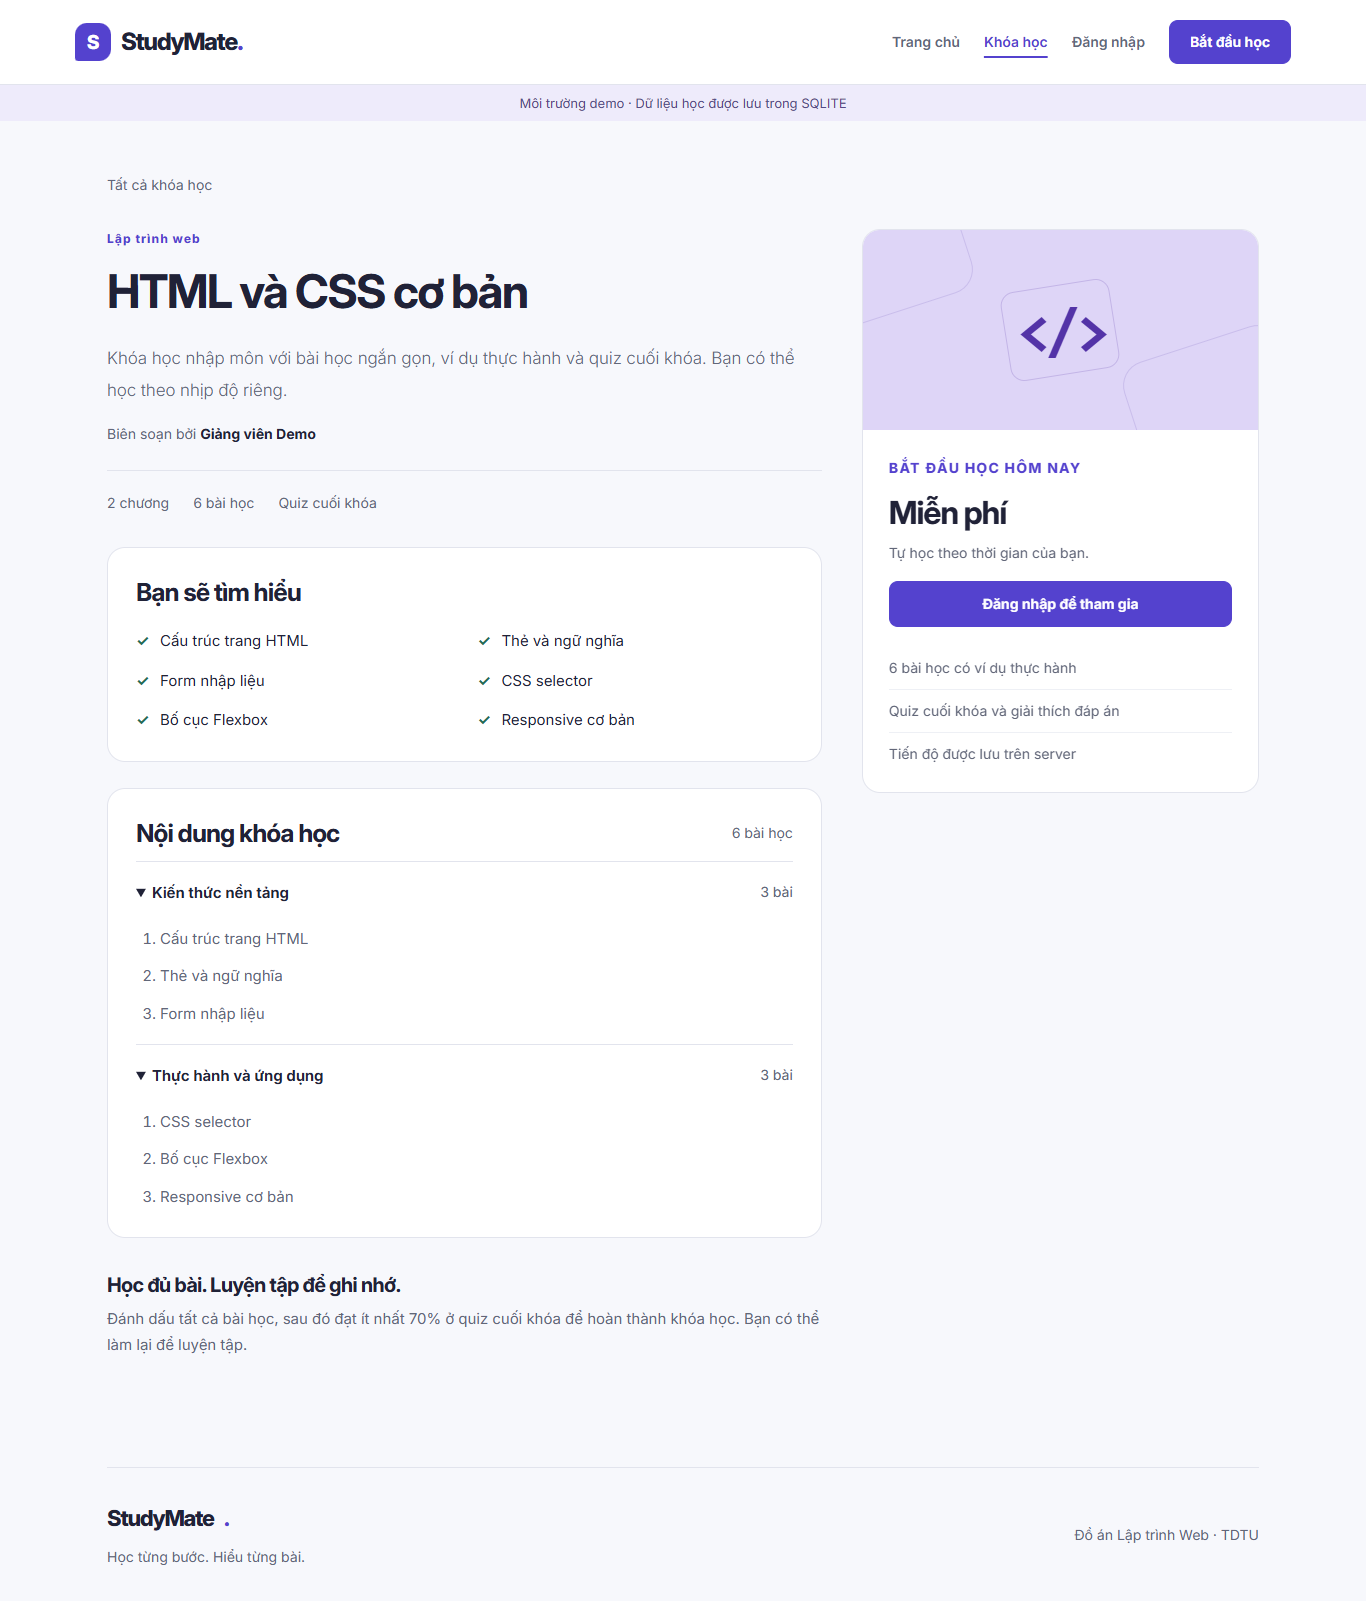 S StudyMate.
Trang chủ
Khóa học
Đăng nhập
Bắt đầu học
Môi trường demo · Dữ liệu học được lưu trong SQLITE
Tất cả khóa học
Lập trình web
HTML và CSS cơ bản
Khóa học nhập môn với bài học ngắn gọn, ví dụ thực hành và quiz cuối khóa. Bạn có thể
học theo nhịp độ riêng.
Biên soạn bởi Giảng viên Demo
2 chương
6 bài học
Quiz cuối khóa
Bạn sẽ tìm hiểu
✓ Cấu trúc trang HTML
✓ Thẻ và ngữ nghĩa
✓ Form nhập liệu
✓ CSS selector
✓ Bố cục Flexbox
✓ Responsive cơ bản
Nội dung khóa học
6 bài học
▼ Kiến thức nền tảng
3 bài
1. Cấu trúc trang HTML
2. Thẻ và ngữ nghĩa
3. Form nhập liệu
▼ Thực hành và ứng dụng
3 bài
1. CSS selector
2. Bố cục Flexbox
3. Responsive cơ bản
Học đủ bài. Luyện tập để ghi nhớ.
Đánh dấu tất cả bài học, sau đó đạt ít nhất 70% ở quiz cuối khóa để hoàn thành khóa học. Bạn có thể
làm lại để luyện tập.
</>
BẮT ĐẦU HỌC HÔM NAY
Miễn phí
Tự học theo thời gian của bạn.
Đăng nhập để tham gia
6 bài học có ví dụ thực hành
Quiz cuối khóa và giải thích đáp án
Tiến độ được lưu trên server
StudyMate .
Học từng bước. Hiểu từng bài.
Đồ án Lập trình Web · TDTU